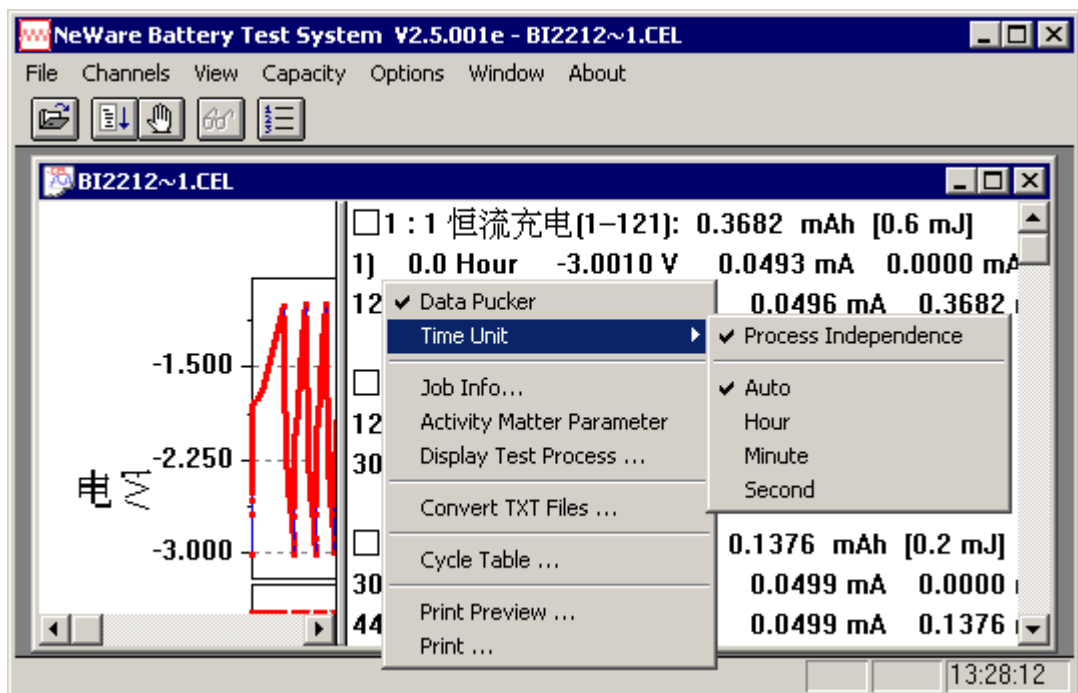 NeWare Battery Test System V2.5.001e - BI2212~1.CEL
File Channels View Capacity Options Window About
BI2212~1.CEL
1 : 1 恒流充电(1–121): 0.3682 mAh [0.6 mJ]
1) 0.0 Hour -3.0010 V 0.0493 mA 0.0000 mA
12 0.0496 mA 0.3682
12
30
0.1376 mAh [0.2 mJ]
30 0.0499 mA 0.0000
44 0.0499 mA 0.1376
-1.500
-2.250
-3.000
电
Data Pucker
Time Unit
Job Info...
Activity Matter Parameter
Display Test Process ...
Convert TXT Files ...
Cycle Table ...
Print Preview ...
Print ...
Process Independence
Auto
Hour
Minute
Second
13:28:12